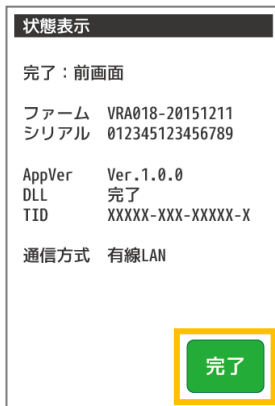 状態表示
完了：前画面
ファーム VRA018-20151211
シリアル 012345123456789
AppVer Ver.1.0.0
DLL 完了
TID XXXXX-XXX-XXXXX-X
通信方式 有線LAN
完了